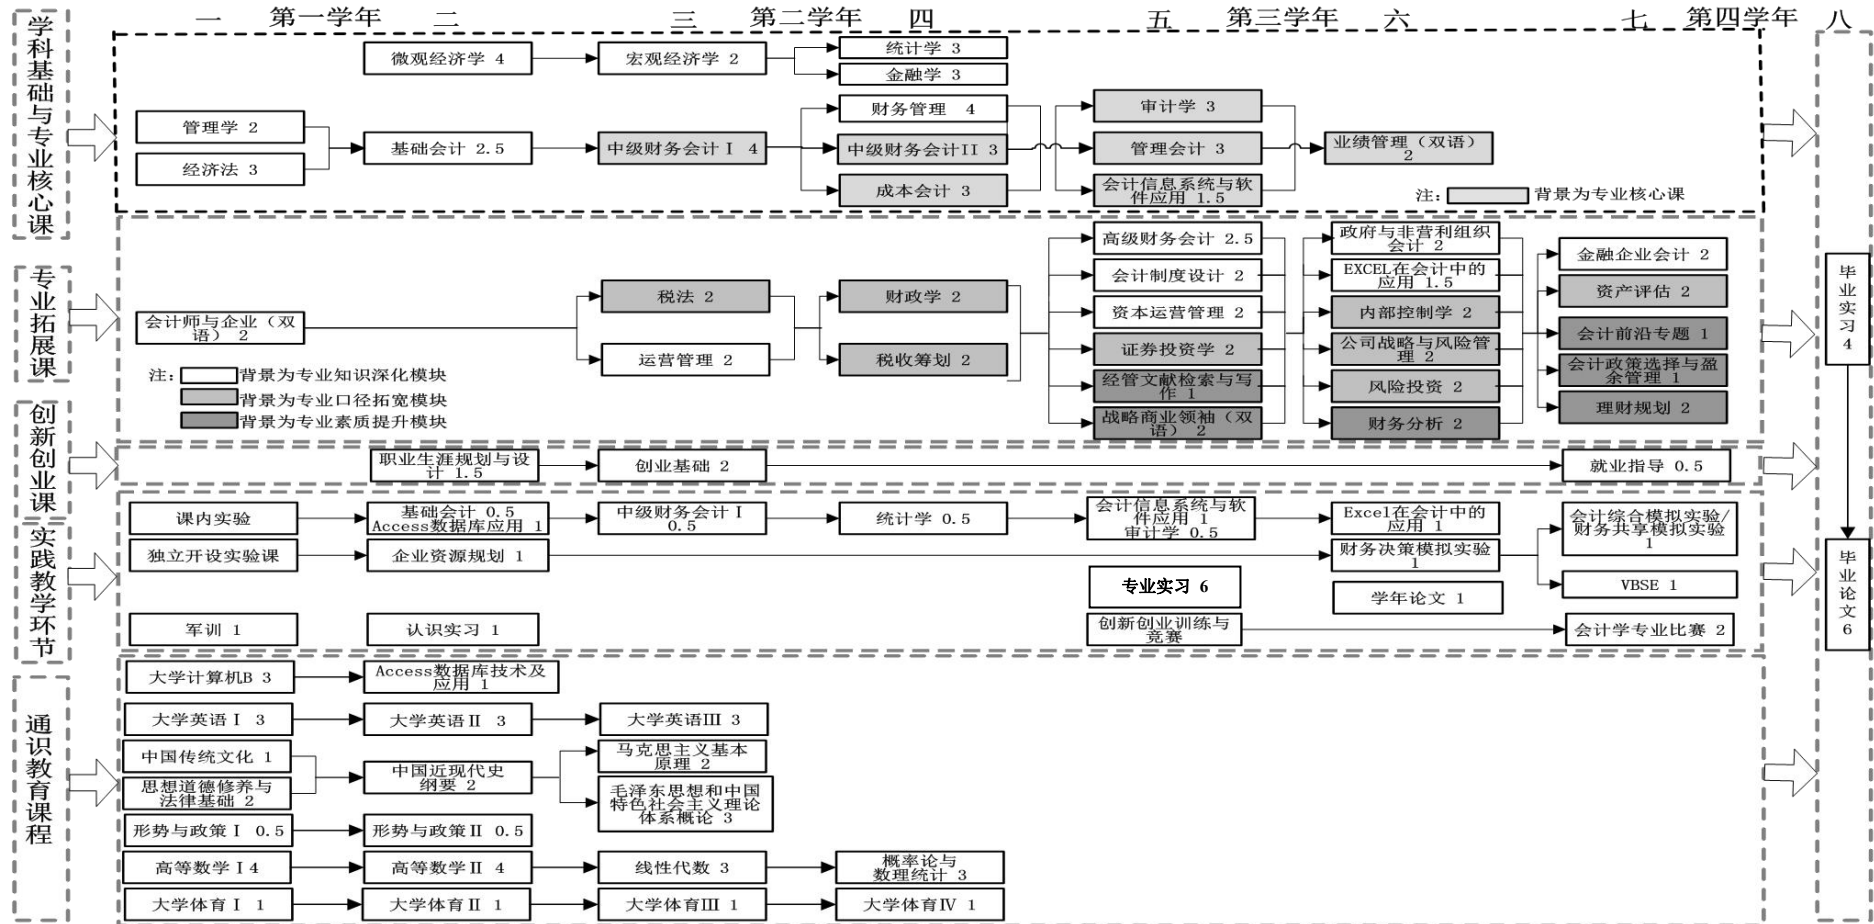 一 第一学年 二 三 第二学年 四 五 第三学年 六 七 第四学年 八
学科基础与专业核心课
微观经济学 4
宏观经济学 2
统计学 3
金融学 3
管理学 2
经济法 3
基础会计 2.5
中级财务会计Ⅰ 4
财务管理 4
中级财务会计II 3
成本会计 3
审计学 3
管理会计 3
会计信息系统与软
件应用 1.5
业绩管理（双语）
2
注: 背景为专业核心课
专业拓展课
会计师与企业（双
语） 2
税法 2
运营管理 2
财政学 2
税收筹划 2
高级财务会计 2.5
会计制度设计 2
资本运营管理 2
证券投资学 2
经管文献检索与写
作 1
战略商业领袖（双
语） 2
政府与非营利组织
会计 2
EXCEL在会计中的
应用 1.5
内部控制学 2
公司战略与风险管
理 2
风险投资 2
财务分析 2
金融企业会计 2
资产评估 2
会计前沿专题 1
会计政策选择与盈
余管理 1
理财规划 2
注: 背景为专业知识深化模块
背景为专业口径拓宽模块
背景为专业素质提升模块
毕业实习 4
创新创业课
职业生涯规划与设
计 1.5
创业基础 2
就业指导 0.5
实践教学环节
课内实验
基础会计 0.5
Access数据库应用 1
中级财务会计Ⅰ
0.5
统计学 0.5
会计信息系统与软
件应用 1
审计学 0.5
Excel在会计中的
应用 1
会计综合模拟实验/
财务共享模拟实验
1
独立开设实验课
企业资源规划 1
财务决策模拟实验
1
VBSE 1
专业实习 6
学年论文 1
军训 1
认识实习 1
创新创业训练与
竞赛
会计学专业比赛 2
毕业论文 6
通识教育课程
大学计算机B 3
Access数据库技术及
应用 1
大学英语Ⅰ 3
大学英语Ⅱ 3
大学英语Ⅲ 3
中国传统文化 1
思想道德修养与
法律基础 2
中国近现代史
纲要 2
马克思主义基本
原理 2
毛泽东思想和中国
特色社会主义理论
体系概论 3
形势与政策Ⅰ 0.5
形势与政策Ⅱ 0.5
高等数学Ⅰ4
高等数学Ⅱ 4
线性代数 3
概率论与
数理统计 3
大学体育Ⅰ 1
大学体育Ⅱ 1
大学体育Ⅲ 1
大学体育Ⅳ 1